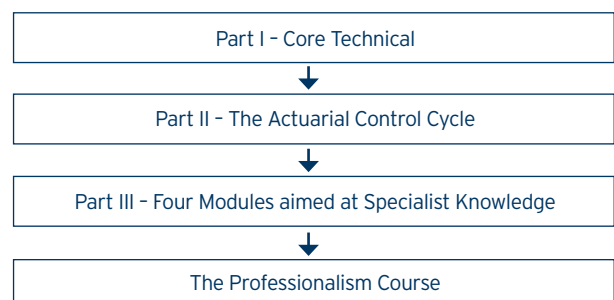 Part I – Core Technical
Part II – The Actuarial Control Cycle
Part III – Four Modules aimed at Specialist Knowledge
The Professionalism Course